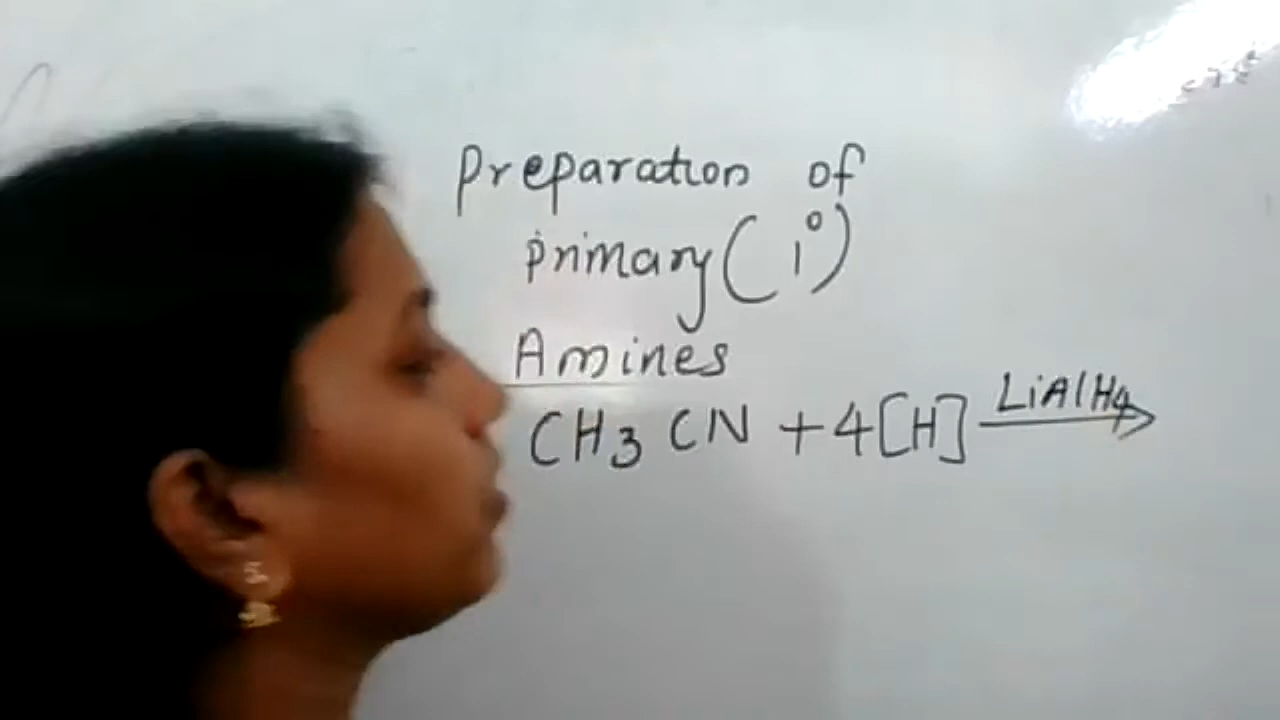 Preparation of
primary (1°)
Amines
CH3 CN + 4[H] LiAlH4 →